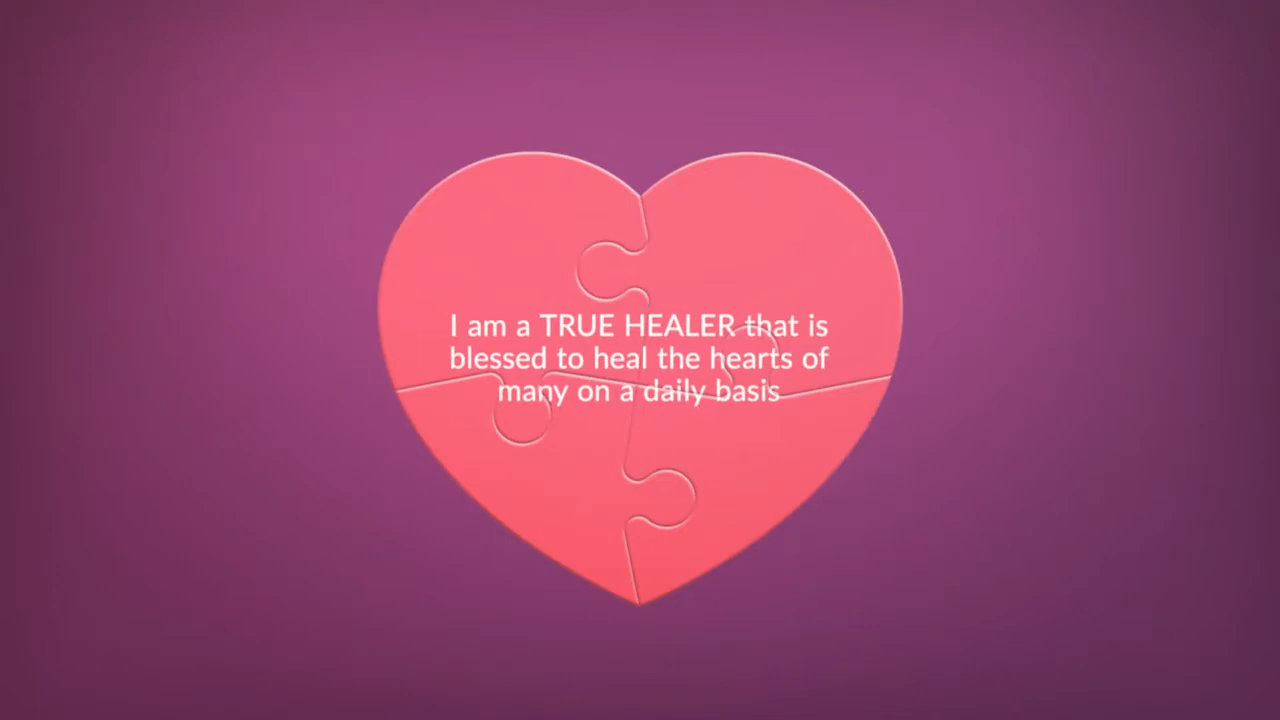 I am a TRUE HEALER that is
blessed to heal the hearts of
many on a daily basis